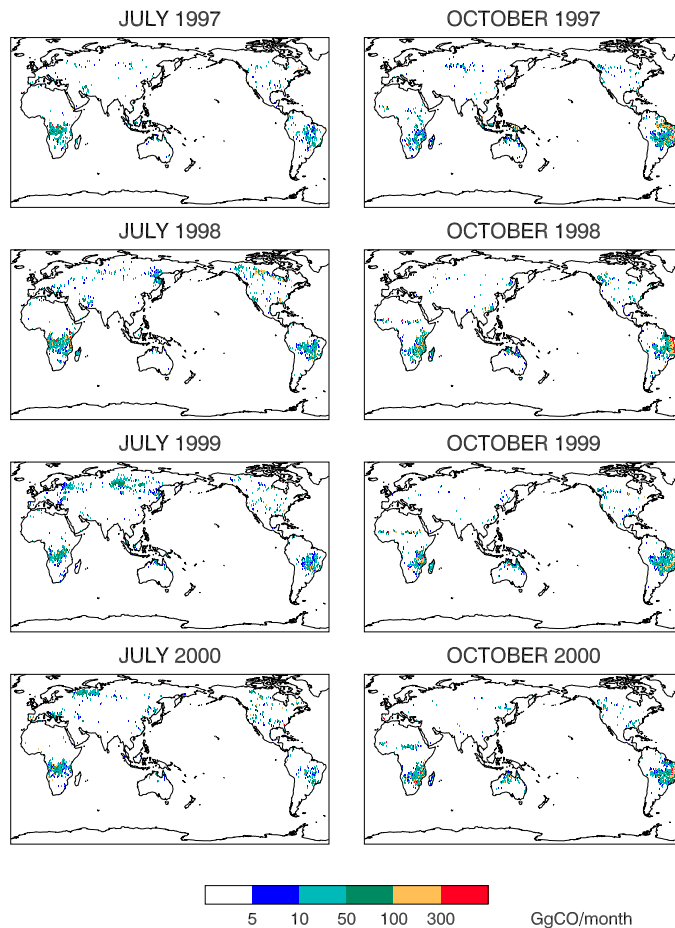 JULY 1997 OCTOBER 1997
JULY 1998 OCTOBER 1998
JULY 1999 OCTOBER 1999
JULY 2000 OCTOBER 2000
5 10 50 100 300 GgCO/month